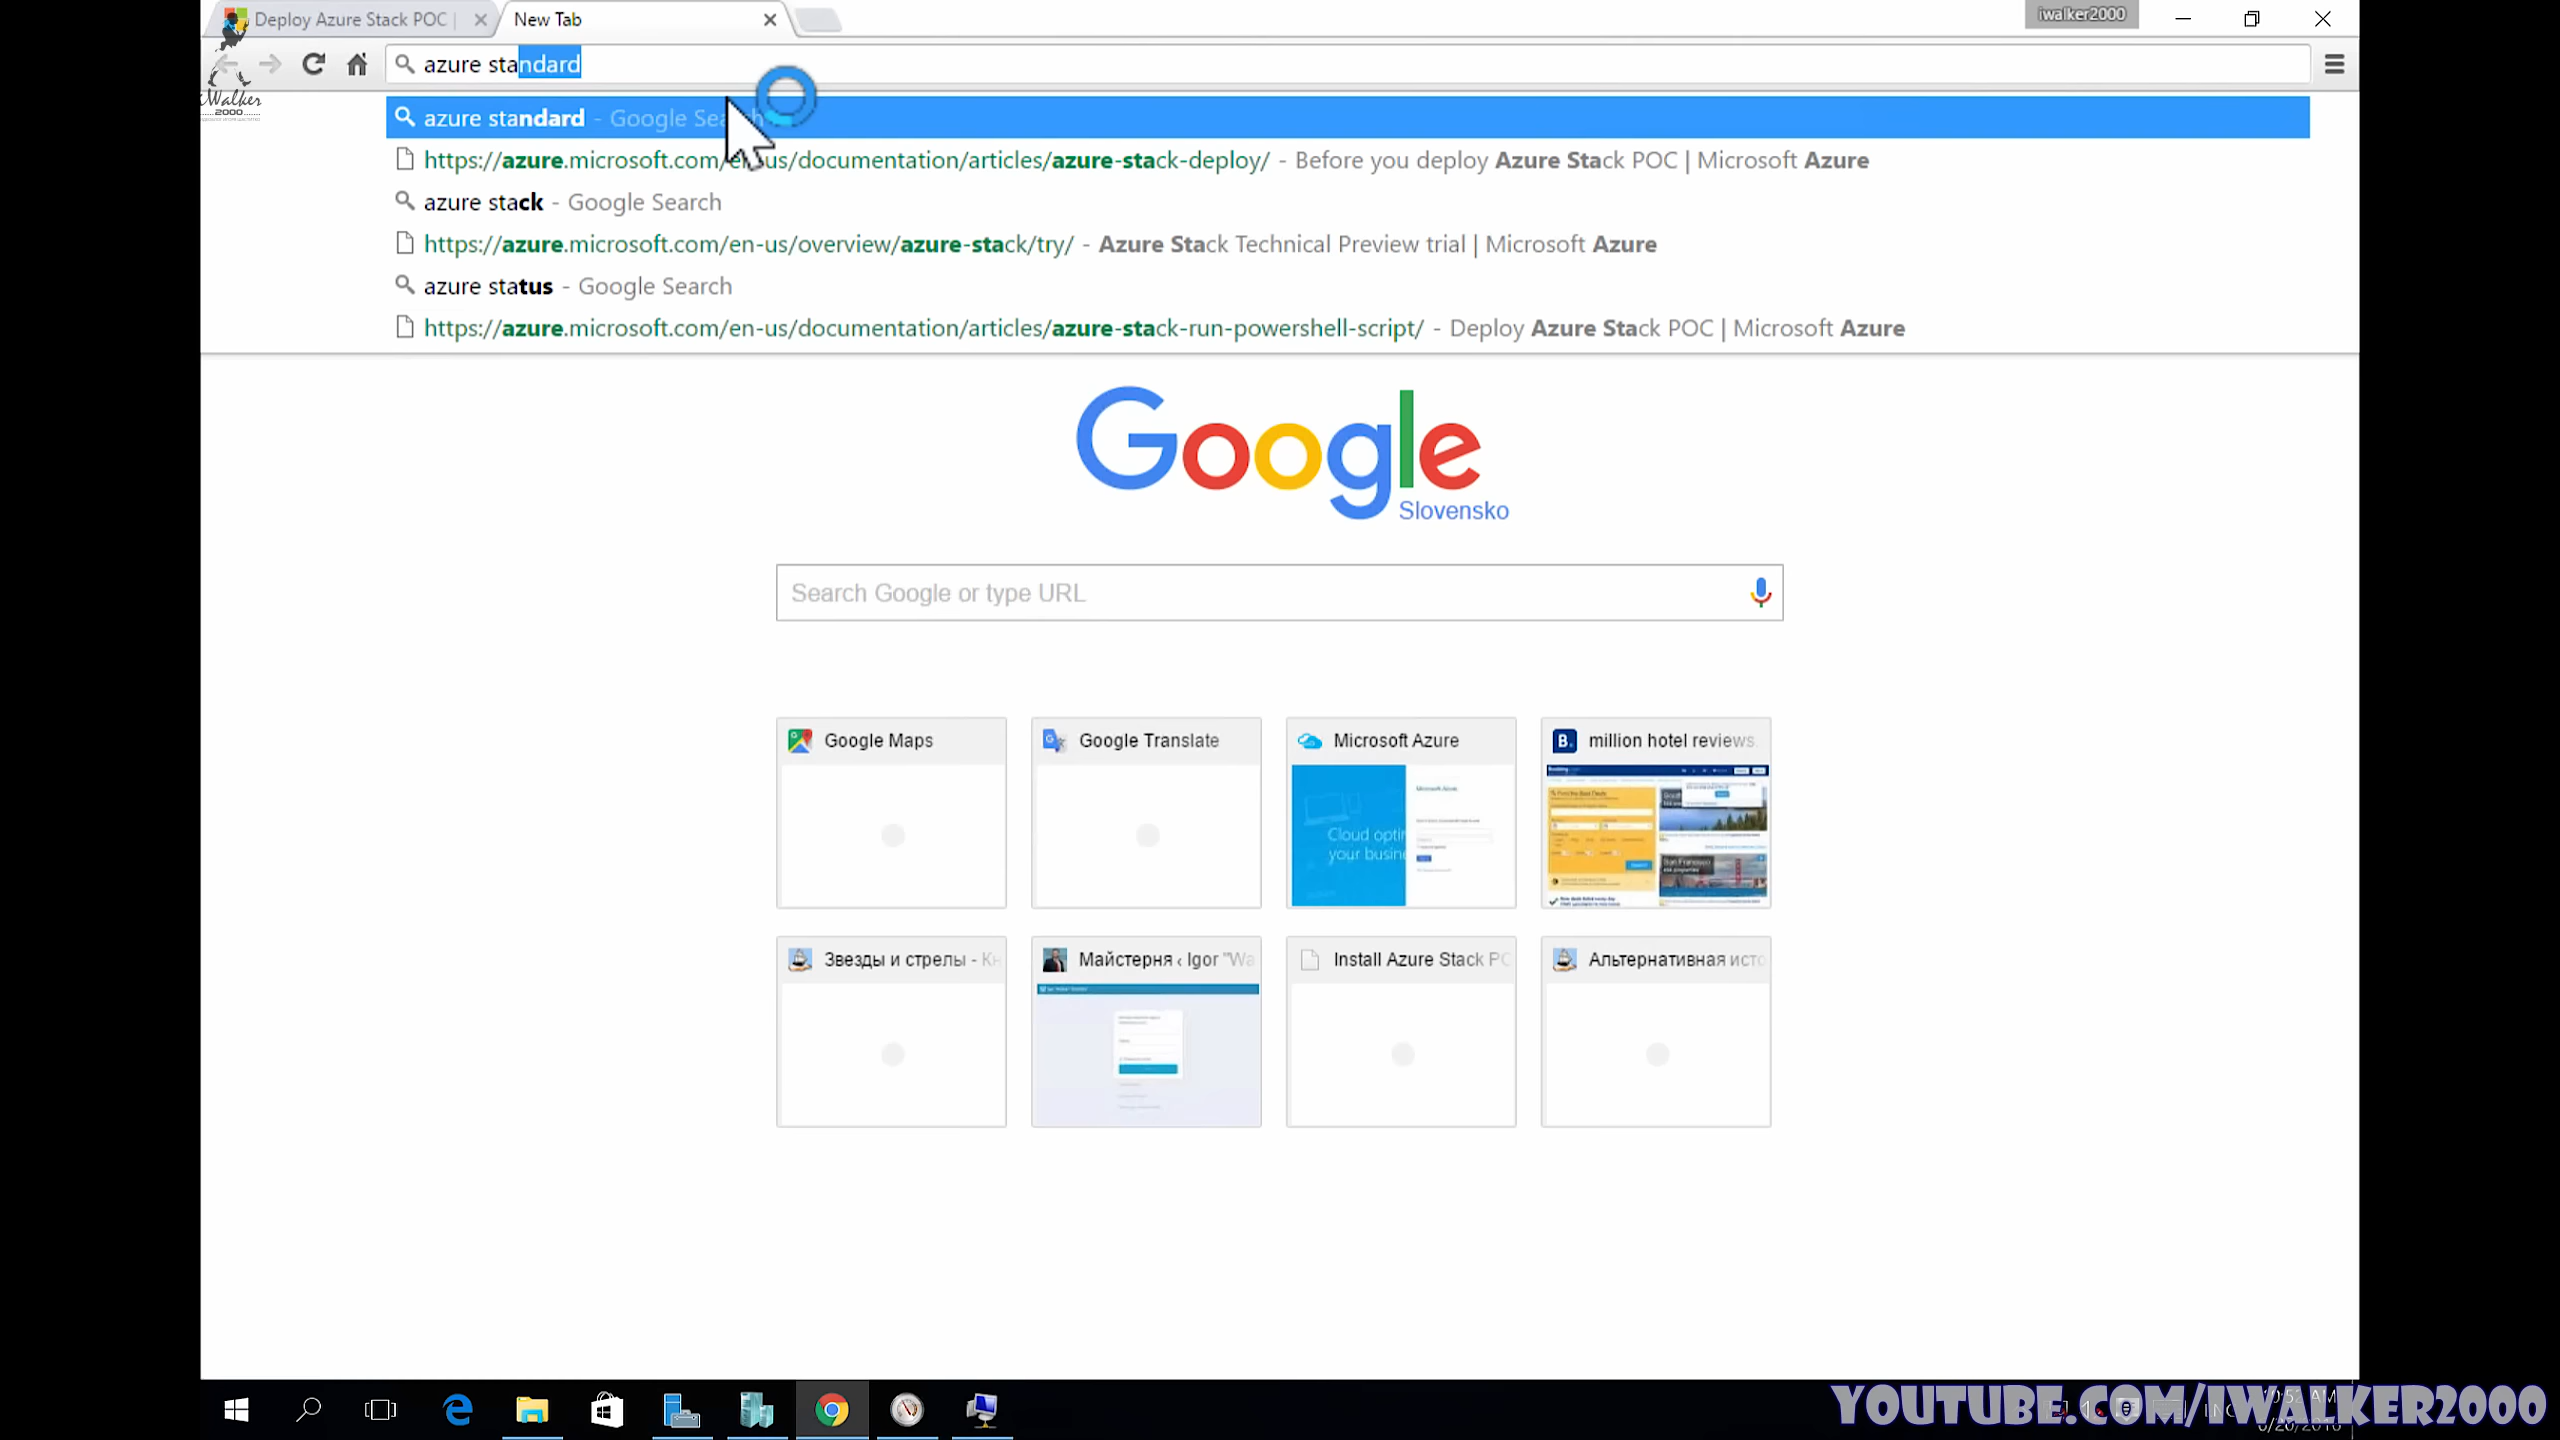 Deploy Azure Stack POC |
New Tab
iwalker2000
azure standard
iWalker
2000
azure standard - Google Search
https://azure.microsoft.com/en-us/documentation/articles/azure-stack-deploy/ - Before you deploy Azure Stack POC | Microsoft Azure
azure stack - Google Search
https://azure.microsoft.com/en-us/overview/azure-stack/try/ - Azure Stack Technical Preview trial | Microsoft Azure
azure status - Google Search
https://azure.microsoft.com/en-us/documentation/articles/azure-stack-run-powershell-script/ - Deploy Azure Stack POC | Microsoft Azure
Google
Slovensko
Search Google or type URL
Google Maps
Google Translate
Microsoft Azure
million hotel reviews
Cloud opti
your busine
Звезды и стрелы - Кн
Майстерня ‹ Igor "Wa
Install Azure Stack PO
Альтернативная исто
YOUTUBE.COM/IWALKER2000